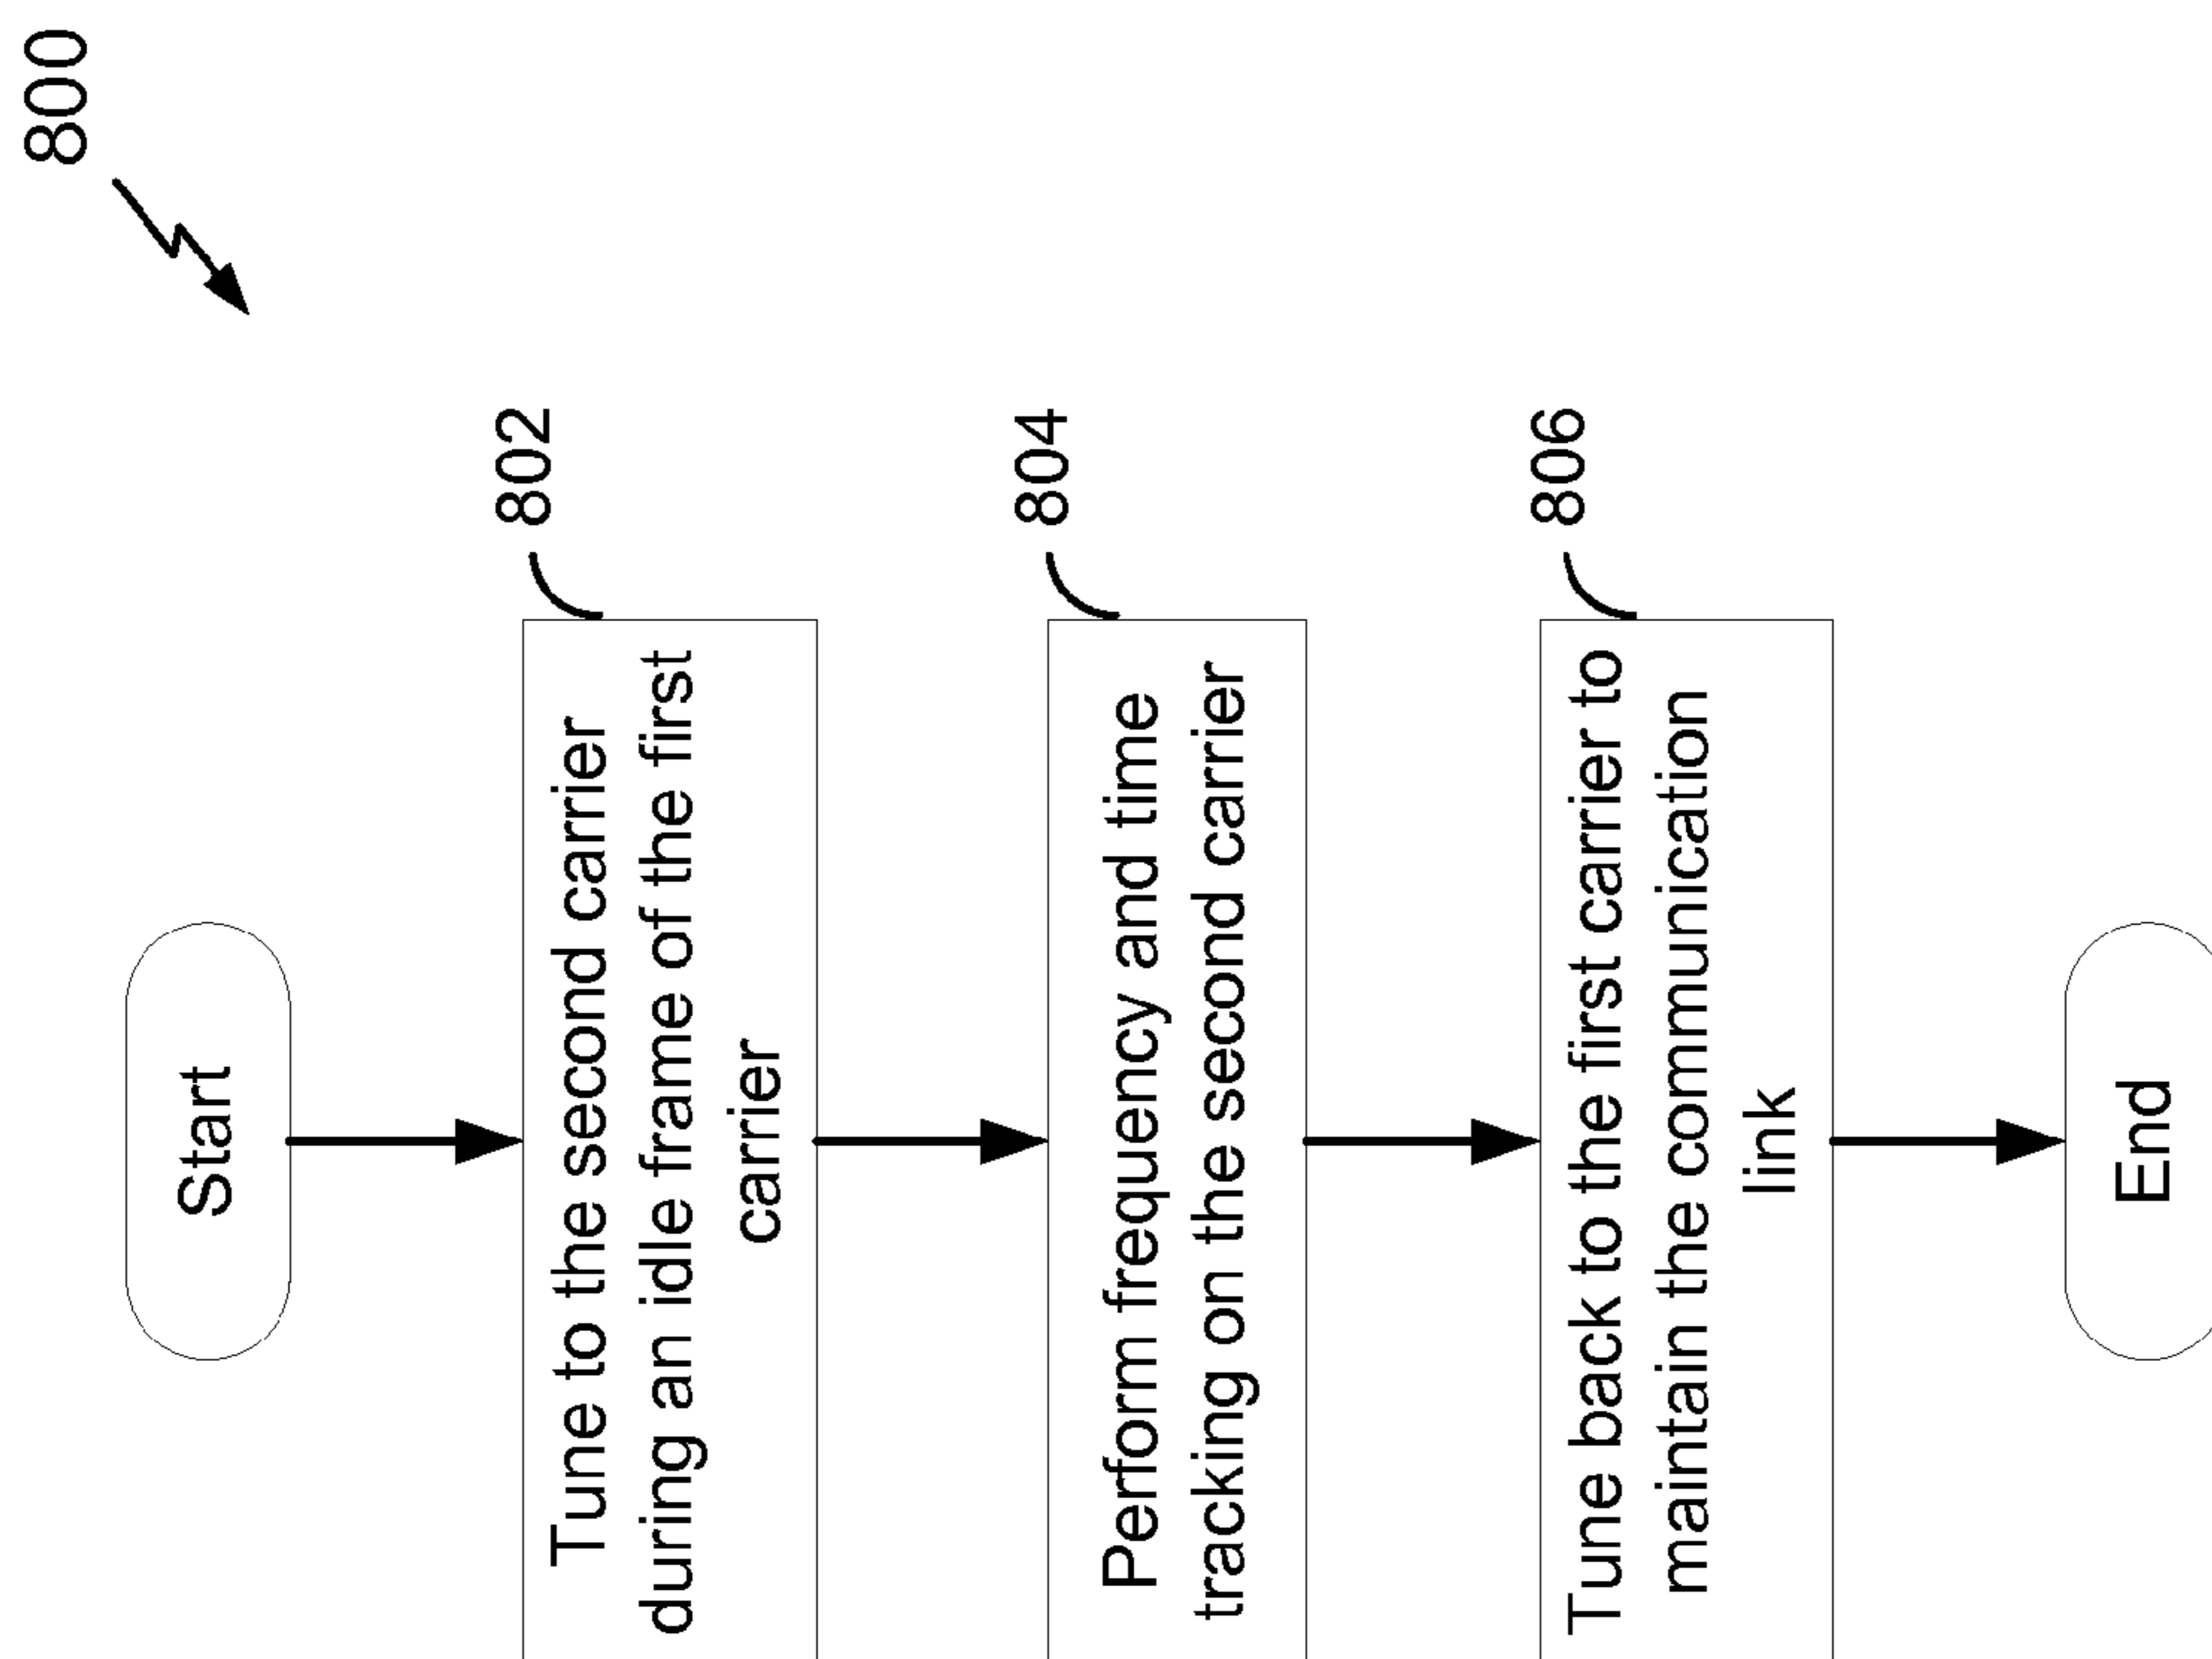 800
Start
802
Tune to the second carrier
during an idle frame of the first
carrier
804
Perform frequency and time
tracking on the second carrier
806
Tune back to the first carrier to
maintain the communication
link
End